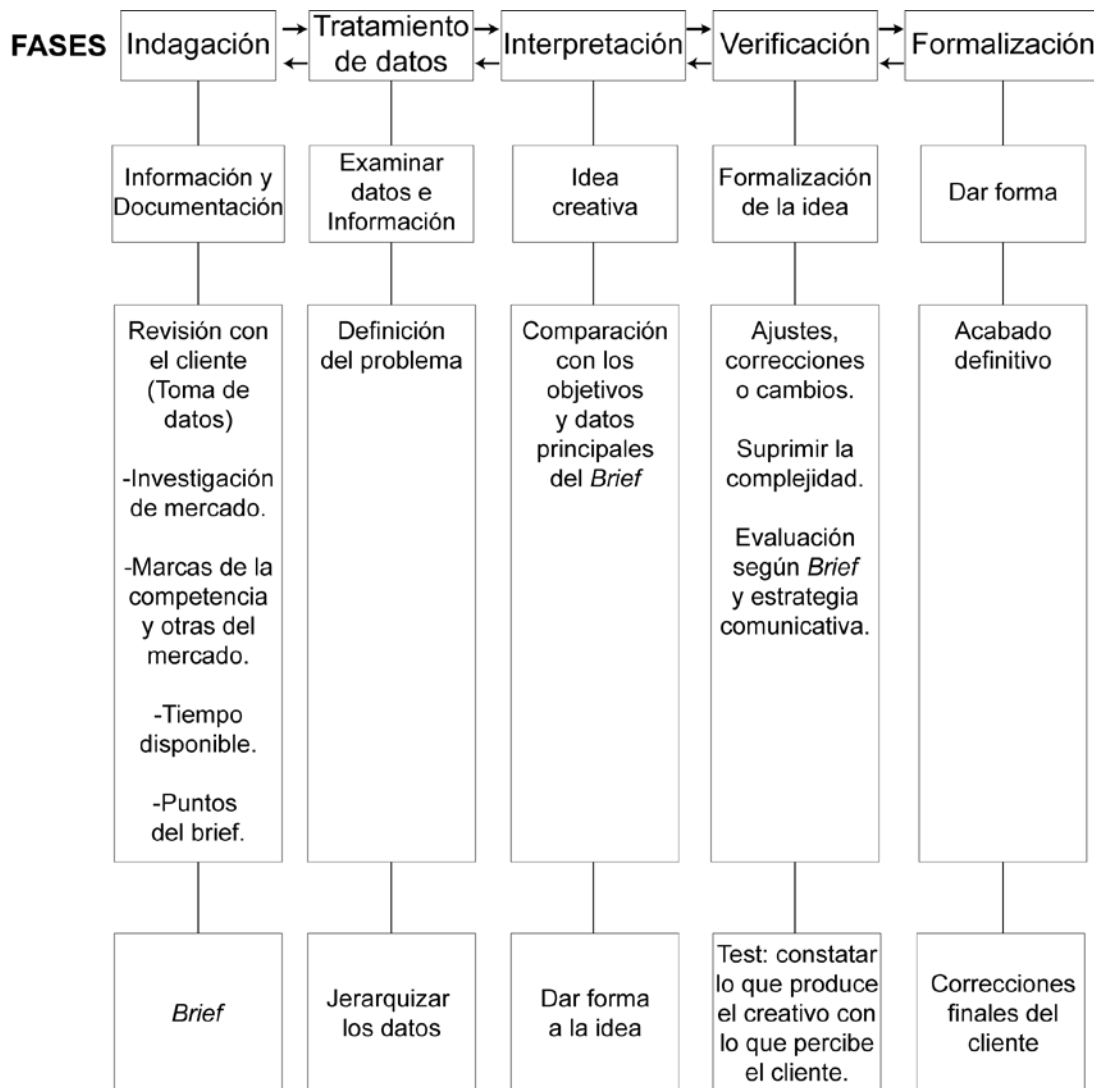 FASES
Indagación
Tratamiento
de datos
Interpretación
Verificación
Formalización
Información y
Documentación
Examinar
datos e
Información
Idea
creativa
Formalización
de la idea
Dar forma
Revisión con
el cliente
(Toma de
datos)
-Investigación
de mercado.
-Marcas de la
competencia
y otras del
mercado.
-Tiempo
disponible.
-Puntos
del brief.
Definición
del problema
Comparación
con los
objetivos
y datos
principales
del Brief
Ajustes,
correcciones
o cambios.
Suprimir la
complejidad.
Evaluación
según Brief
y estrategia
comunicativa.
Acabado
definitivo
Brief
Jerarquizar
los datos
Dar forma
a la idea
Test: constatar
lo que produce
el creativo con
lo que percibe
el cliente.
Correcciones
finales del
cliente